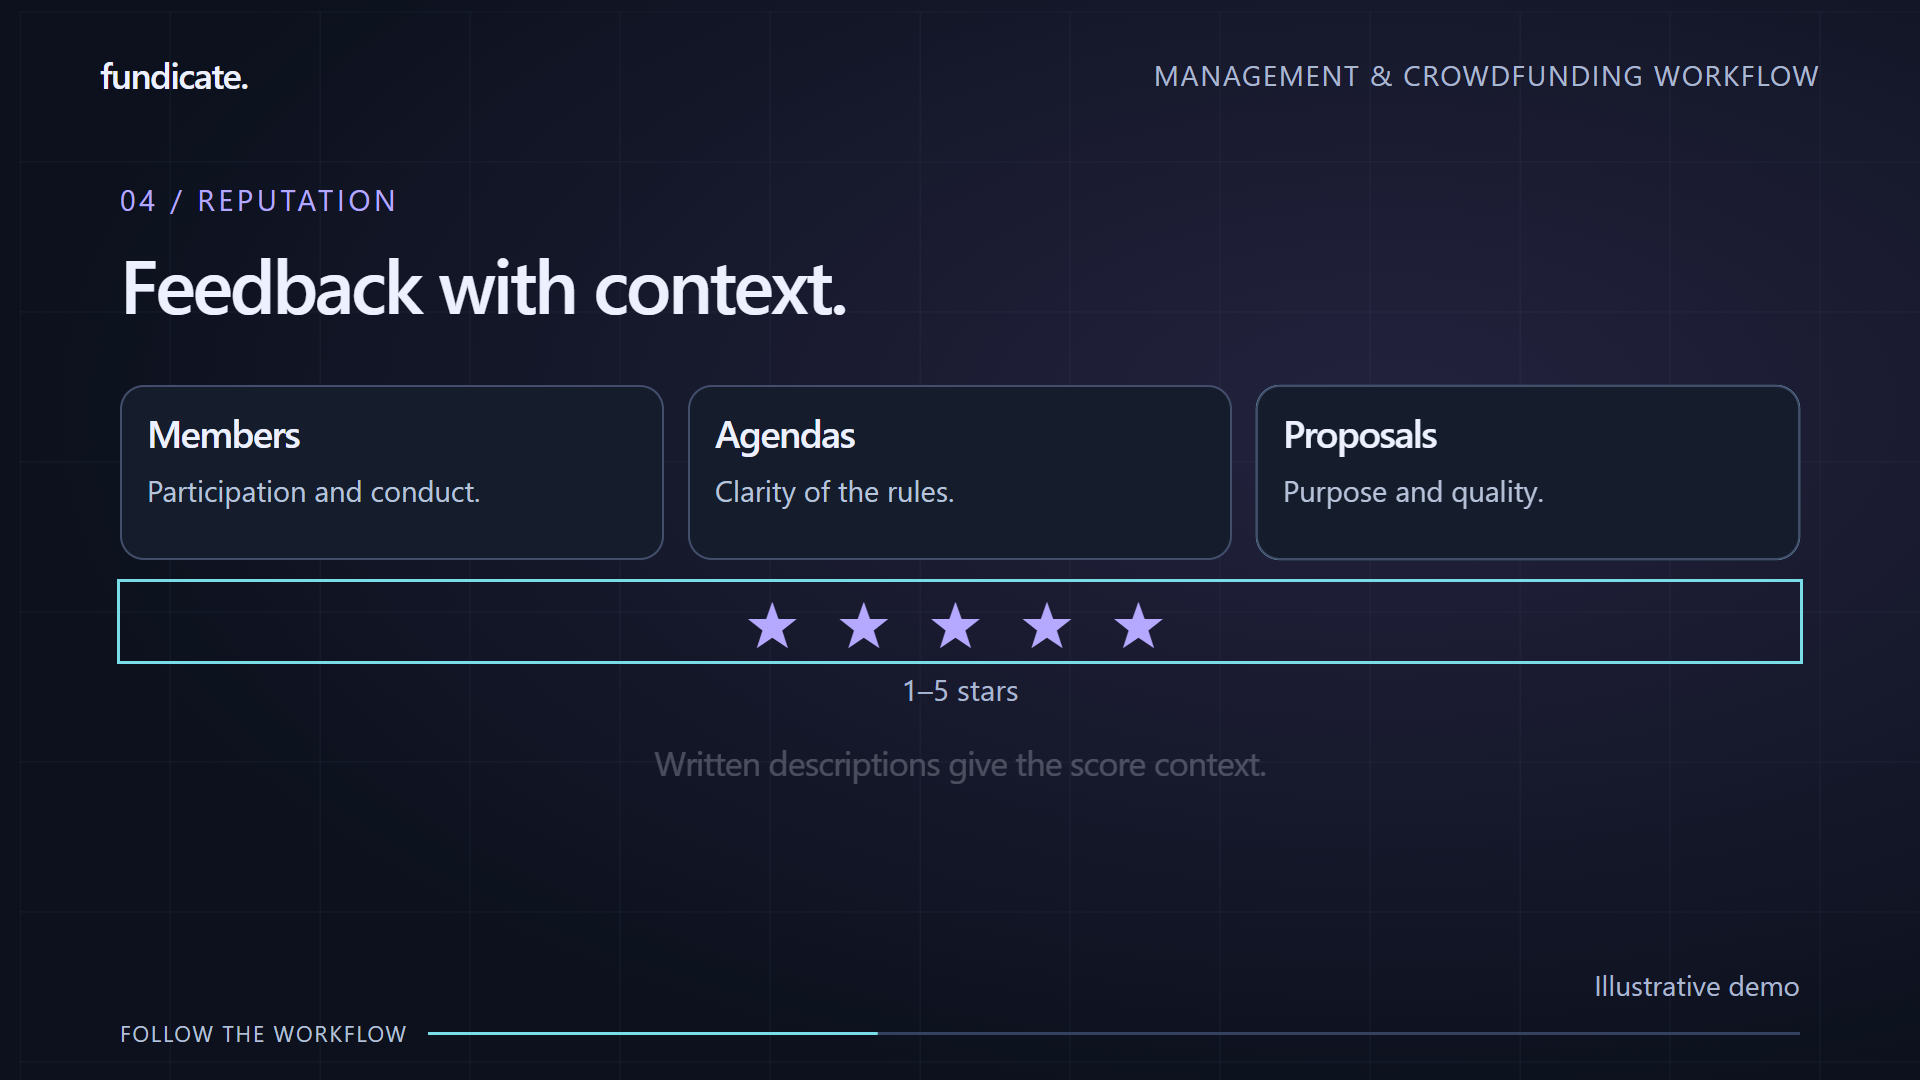 fundicate.
MANAGEMENT & CROWDFUNDING WORKFLOW
04 / REPUTATION
Feedback with context.
Members
Participation and conduct.
Agendas
Clarity of the rules.
Proposals
Purpose and quality.
1–5 stars
Written descriptions give the score context.
Illustrative demo
FOLLOW THE WORKFLOW